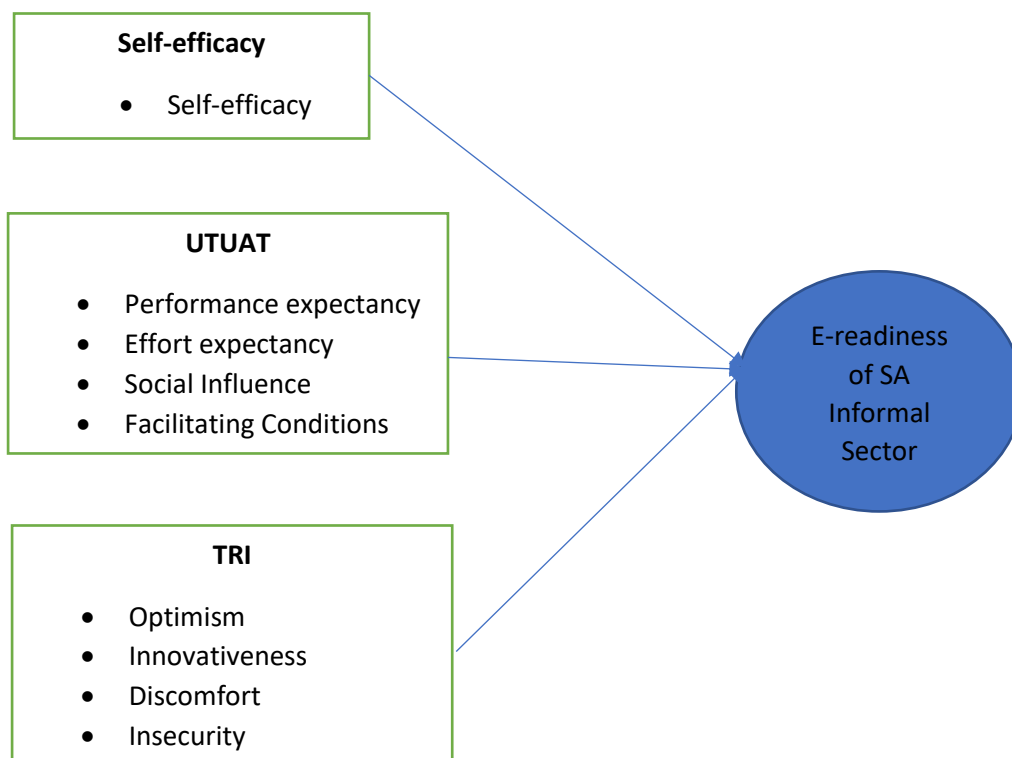 Self-efficacy
• Self-efficacy
UTUAT
• Performance expectancy
• Effort expectancy
• Social Influence
• Facilitating Conditions
E-readiness
of SA
Informal
Sector
TRI
• Optimism
• Innovativeness
• Discomfort
• Insecurity